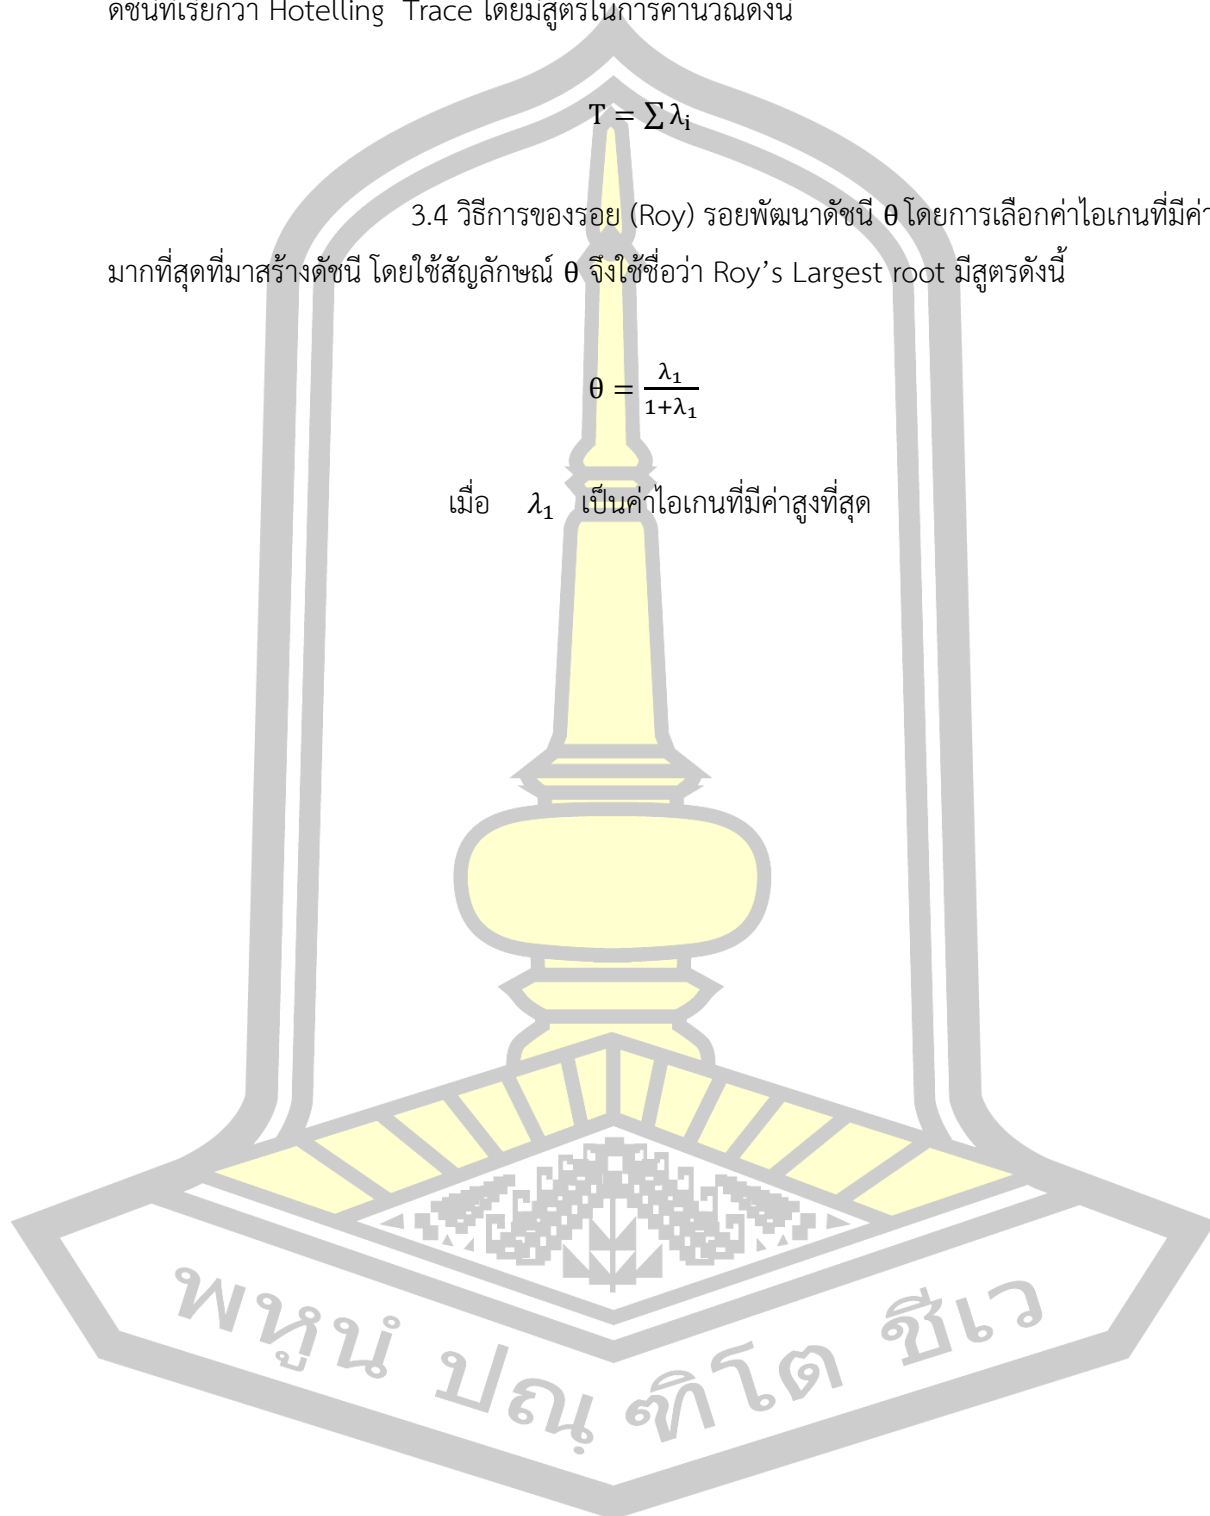 ดัชนีที่เรียกว่า Hotelling Trace โดยมีสูตรในการคำนวณดังนี้
T = ∑ λᵢ
3.4 วิธีการของรอย (Roy) รอยพัฒนาดัชนี θ โดยการเลือกค่าไอเกนที่มีค่า
มากที่สุดที่มาสร้างดัชนี โดยใช้สัญลักษณ์ θ จึงใช้ชื่อว่า Roy’s Largest root มีสูตรดังนี้
θ = λ₁/(1+λ₁)
เมื่อ λ₁ เป็นค่าไอเกนที่มีค่าสูงที่สุด
พหูนํ ปณฺฑิโต ชีเว